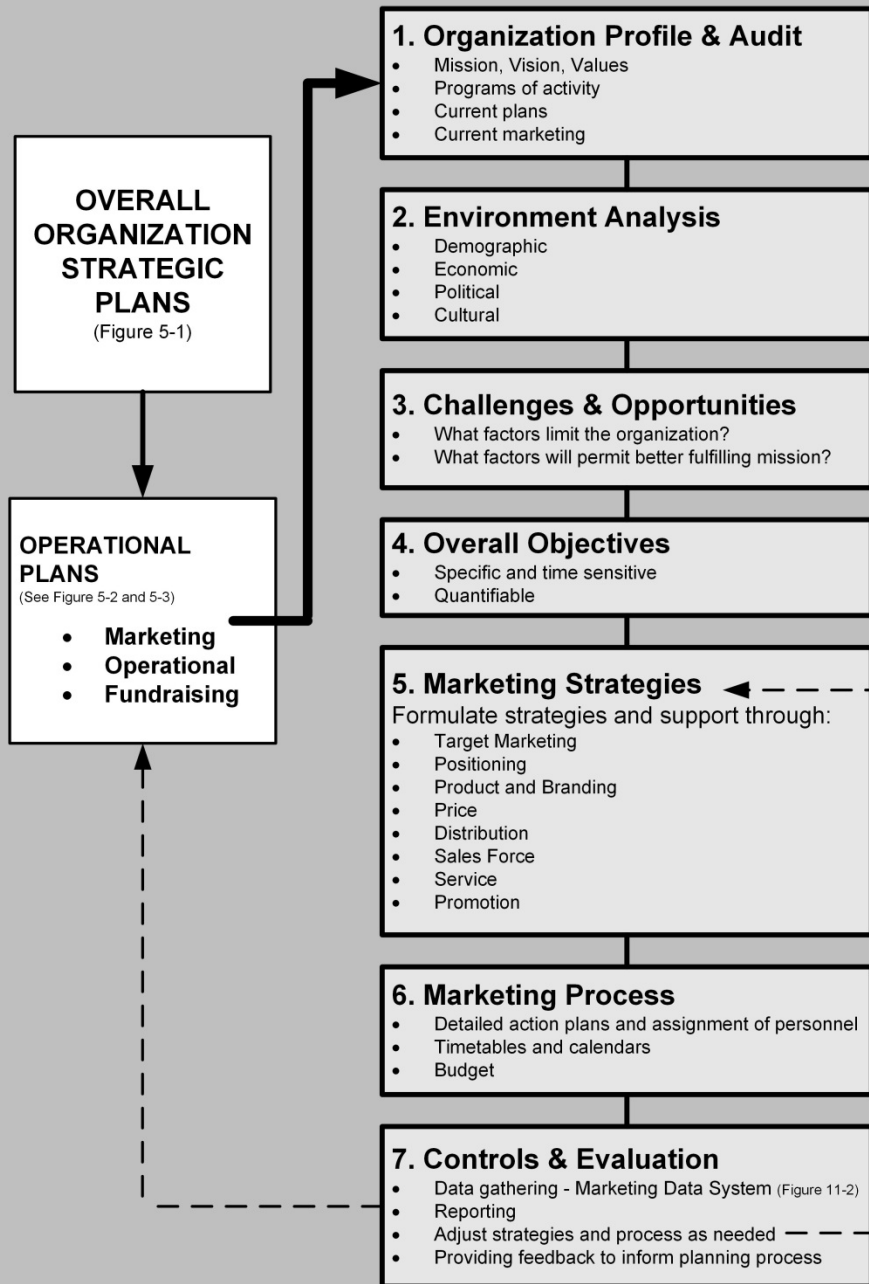 OVERALL
ORGANIZATION
STRATEGIC
PLANS
(Figure 5-1)
OPERATIONAL
PLANS
(See Figure 5-2 and 5-3)
• Marketing
• Operational
• Fundraising
1. Organization Profile & Audit
• Mission, Vision, Values
• Programs of activity
• Current plans
• Current marketing
2. Environment Analysis
• Demographic
• Economic
• Political
• Cultural
3. Challenges & Opportunities
• What factors limit the organization?
• What factors will permit better fulfilling mission?
4. Overall Objectives
• Specific and time sensitive
• Quantifiable
5. Marketing Strategies
Formulate strategies and support through:
• Target Marketing
• Positioning
• Product and Branding
• Price
• Distribution
• Sales Force
• Service
• Promotion
6. Marketing Process
• Detailed action plans and assignment of personnel
• Timetables and calendars
• Budget
7. Controls & Evaluation
• Data gathering - Marketing Data System (Figure 11-2)
• Reporting
• Adjust strategies and process as needed
• Providing feedback to inform planning process